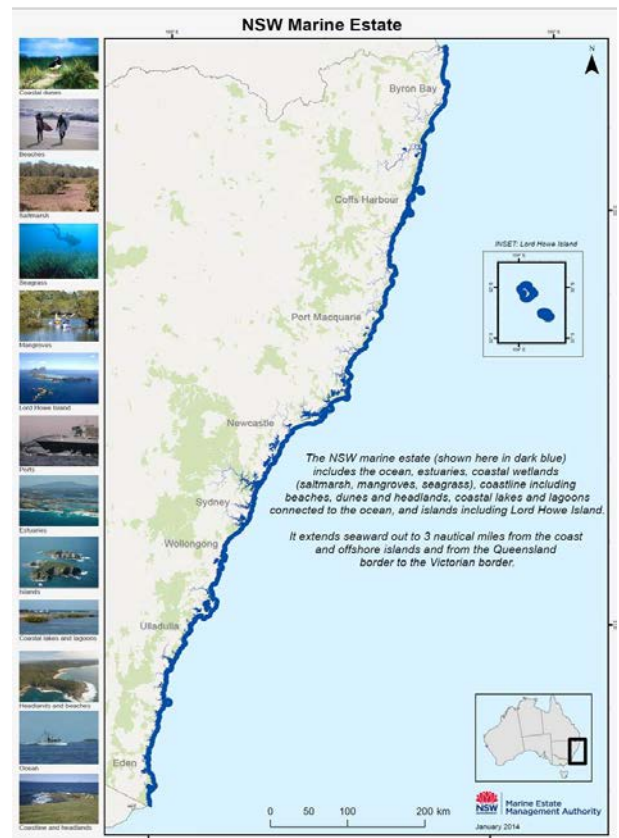 NSW Marine Estate
Coastal dunes
Beaches
Saltmarsh
Seagrass
Mangroves
Lord Howe Island
Ports
Estuaries
Islands
Coastal lakes and lagoons
Headlands and beaches
Ocean
Coastline and headlands
N
Byron Bay
Coffs Harbour
Port Macquarie
Newcastle
Sydney
Wollongong
Ulladulla
Eden
INSET: Lord Howe Island
The NSW marine estate (shown here in dark blue)
includes the ocean, estuaries, coastal wetlands
(saltmarsh, mangroves, seagrass), coastline including
beaches, dunes and headlands, coastal lakes and lagoons
connected to the ocean, and islands including Lord Howe Island.
It extends seaward out to 3 nautical miles from the coast
and offshore islands and from the Queensland
border to the Victorian border.
0 50 100 200 km
NSW
Marine Estate
Management Authority
January 2014